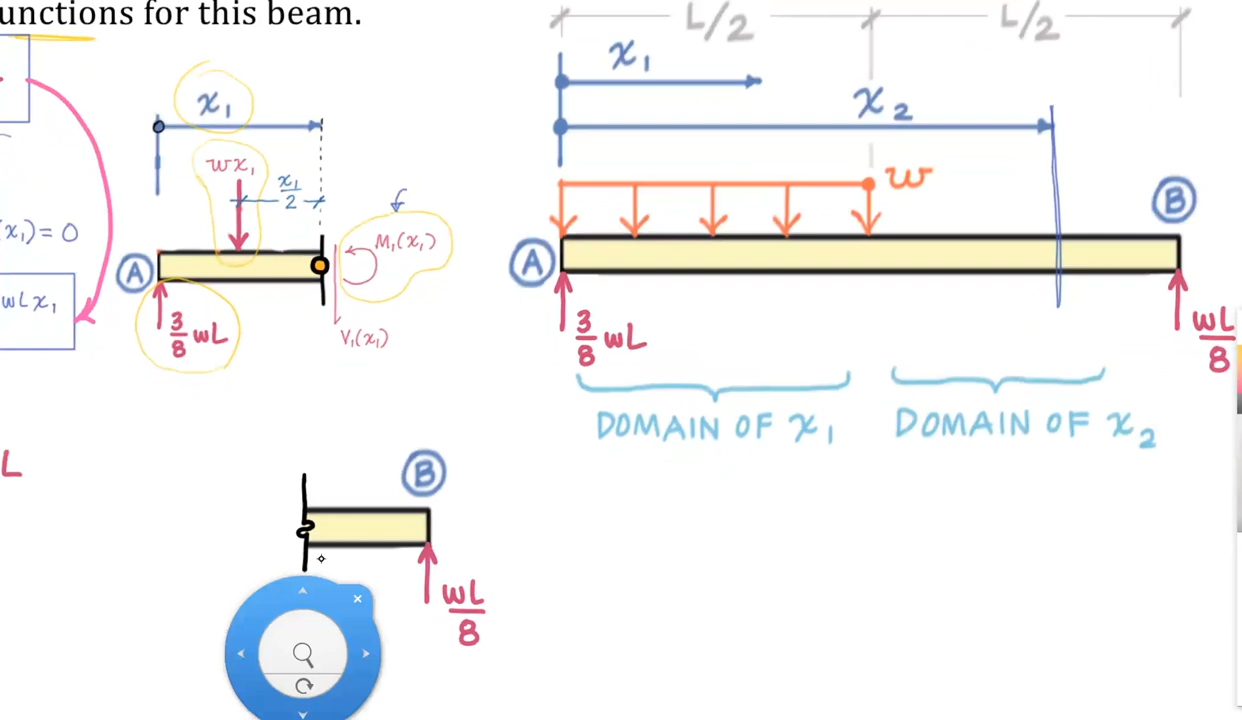 unctions for this beam.
x₁
wx₁
x₁/2
(x₁) = 0
M₁(x₁)
A
wLx₁
3/8 wL
V₁(x₁)
L
B
wL/8
L/2
L/2
x₁
x₂
w
B
A
3/8 wL
wL/8
DOMAIN OF x₁
DOMAIN OF x₂